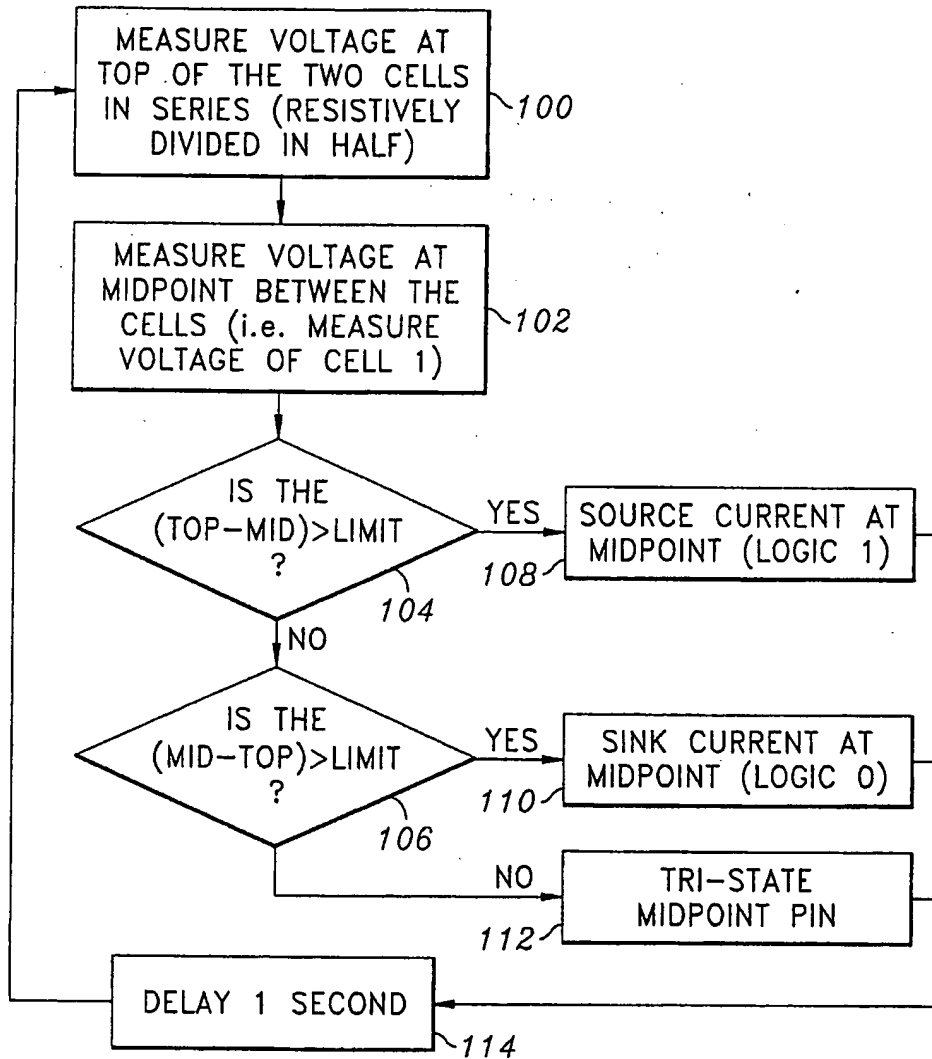 MEASURE VOLTAGE AT
TOP OF THE TWO CELLS
IN SERIES (RESISTIVELY
DIVIDED IN HALF)
100
MEASURE VOLTAGE AT
MIDPOINT BETWEEN THE
CELLS (i.e. MEASURE
VOLTAGE OF CELL 1)
102
IS THE
(TOP-MID)>LIMIT
?
104
YES
SOURCE CURRENT AT
MIDPOINT (LOGIC 1)
108
NO
IS THE
(MID-TOP)>LIMIT
?
106
YES
SINK CURRENT AT
MIDPOINT (LOGIC 0)
110
NO
TRI-STATE
MIDPOINT PIN
112
DELAY 1 SECOND
114